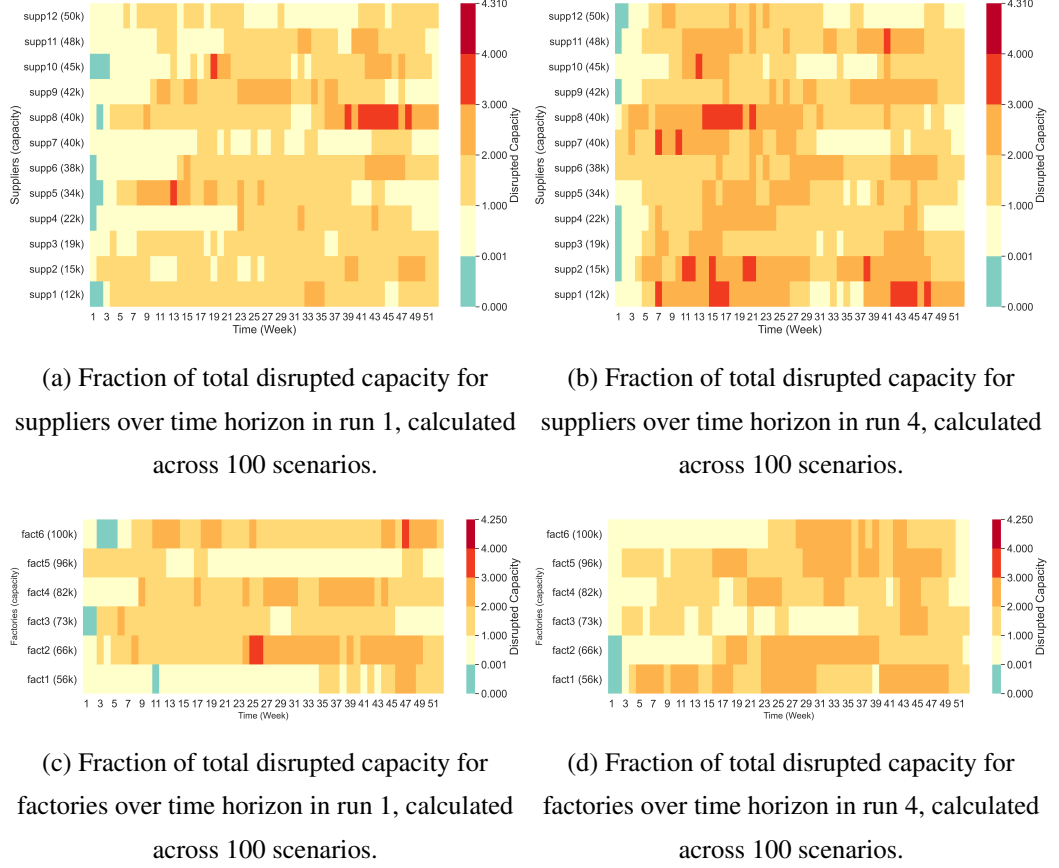 supp12 (50k)
supp11 (48k)
supp10 (45k)
supp9 (42k)
supp8 (40k)
supp7 (40k)
supp6 (38k)
supp5 (34k)
supp4 (22k)
supp3 (19k)
supp2 (15k)
supp1 (12k)
Suppliers (capacity)
1 3 5 7 9 11 13 15 17 19 21 23 25 27 29 31 33 35 37 39 41 43 45 47 49 51
Time (Week)
4.310
4.000
3.000
2.000
1.000
0.001
0.000
Disrupted Capacity
supp12 (50k)
supp11 (48k)
supp10 (45k)
supp9 (42k)
supp8 (40k)
supp7 (40k)
supp6 (38k)
supp5 (34k)
supp4 (22k)
supp3 (19k)
supp2 (15k)
supp1 (12k)
Suppliers (capacity)
1 3 5 7 9 11 13 15 17 19 21 23 25 27 29 31 33 35 37 39 41 43 45 47 49 51
Time (Week)
4.310
4.000
3.000
2.000
1.000
0.001
0.000
Disrupted Capacity
(a) Fraction of total disrupted capacity for
suppliers over time horizon in run 1, calculated
across 100 scenarios.
(b) Fraction of total disrupted capacity for
suppliers over time horizon in run 4, calculated
across 100 scenarios.
fact6 (100k)
fact5 (96k)
fact4 (82k)
fact3 (73k)
fact2 (66k)
fact1 (56k)
Factories (capacity)
1 3 5 7 9 11 13 15 17 19 21 23 25 27 29 31 33 35 37 39 41 43 45 47 49 51
Time (Week)
4.250
4.000
3.000
2.000
1.000
0.001
0.000
Disrupted Capacity
fact6 (100k)
fact5 (96k)
fact4 (82k)
fact3 (73k)
fact2 (66k)
fact1 (56k)
Factories (capacity)
1 3 5 7 9 11 13 15 17 19 21 23 25 27 29 31 33 35 37 39 41 43 45 47 49 51
Time (Week)
4.250
4.000
3.000
2.000
1.000
0.001
0.000
Disrupted Capacity
(c) Fraction of total disrupted capacity for
factories over time horizon in run 1, calculated
across 100 scenarios.
(d) Fraction of total disrupted capacity for
factories over time horizon in run 4, calculated
across 100 scenarios.